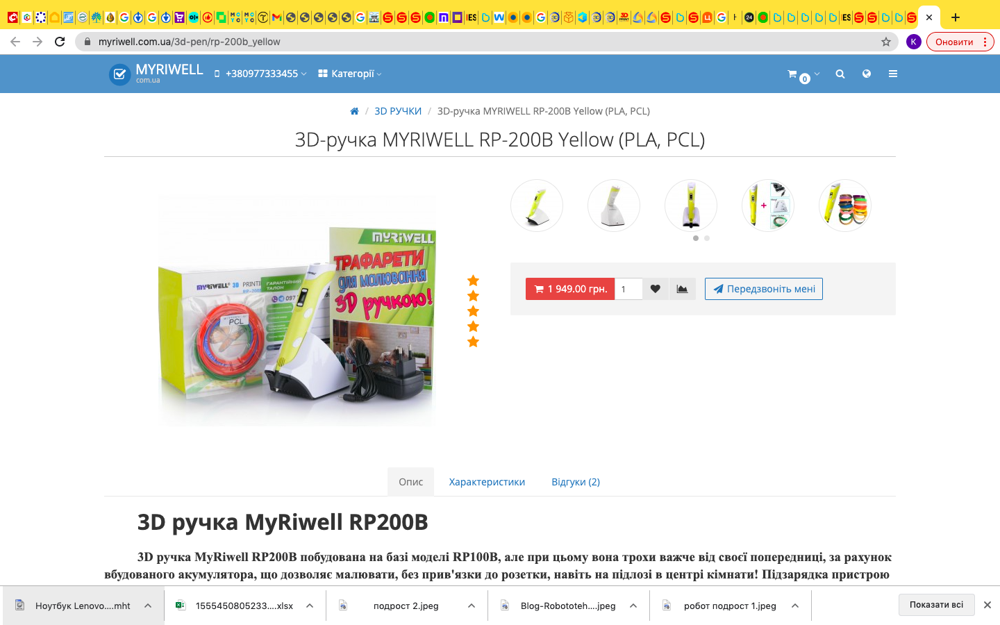 myriwell.com.ua/3d-pen/rp-200b_yellow
K
Оновити
MYRIWELL
com.ua
+380977333455
Категорії
0
3D РУЧКИ / 3D-ручка MYRIWELL RP-200B Yellow (PLA, PCL)
3D-ручка MYRIWELL RP-200B Yellow (PLA, PCL)
MYRIWELL
ТРАФАРЕТИ
для малювання
3D ручкою!
MYRIWELL 3D PRINTI
ГАРАНТІЙНИЙ
ТАЛОН
RP-200B
097
PCL
1 949.00 грн.
1
Передзвоніть мені
Опис
Характеристики
Відгуки (2)
3D ручка MyRiwell RP200B
3D ручка MyRiwell RP200B побудована на базі моделі RP100B, але при цьому вона трохи важче від своєї попередниці, за рахунок
вбудованого акумулятора, що дозволяє малювати, без прив'язки до розетки, навіть на підлозі в центрі кімнати! Підзарядка пристрою
Ноутбук Lenovo....mht
1555450805233....xlsx
подрост 2.jpeg
Blog-Robototeh....jpeg
робот подрост 1.jpeg
Показати всі